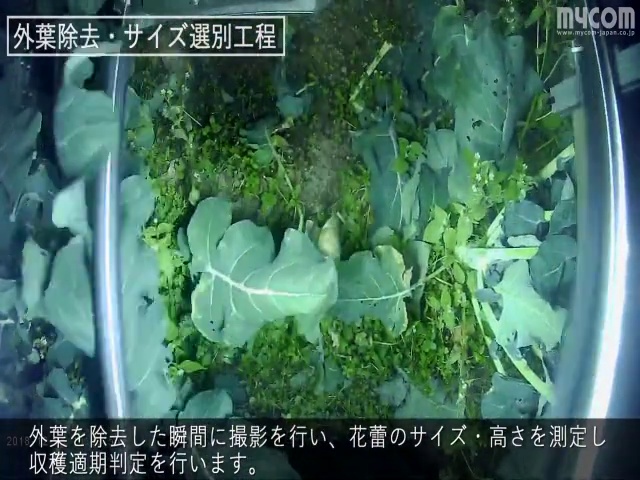 外葉除去・サイズ選別工程
mycom
www.mycom-japan.co.jp
2018
外葉を除去した瞬間に撮影を行い、花蕾のサイズ・高さを測定し
収穫適期判定を行います。